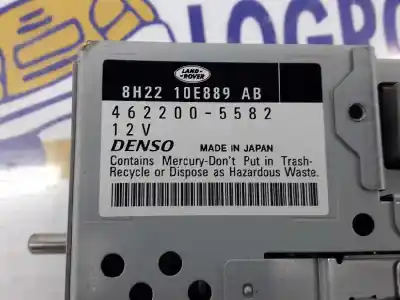 LOGRO
LAND-
ROVER
8H22 10E889 AB
462200-5582
12V
DENSO MADE IN JAPAN
Contains Mercury-Don't Put in Trash-
Recycle or Dispose as Hazardous Waste.